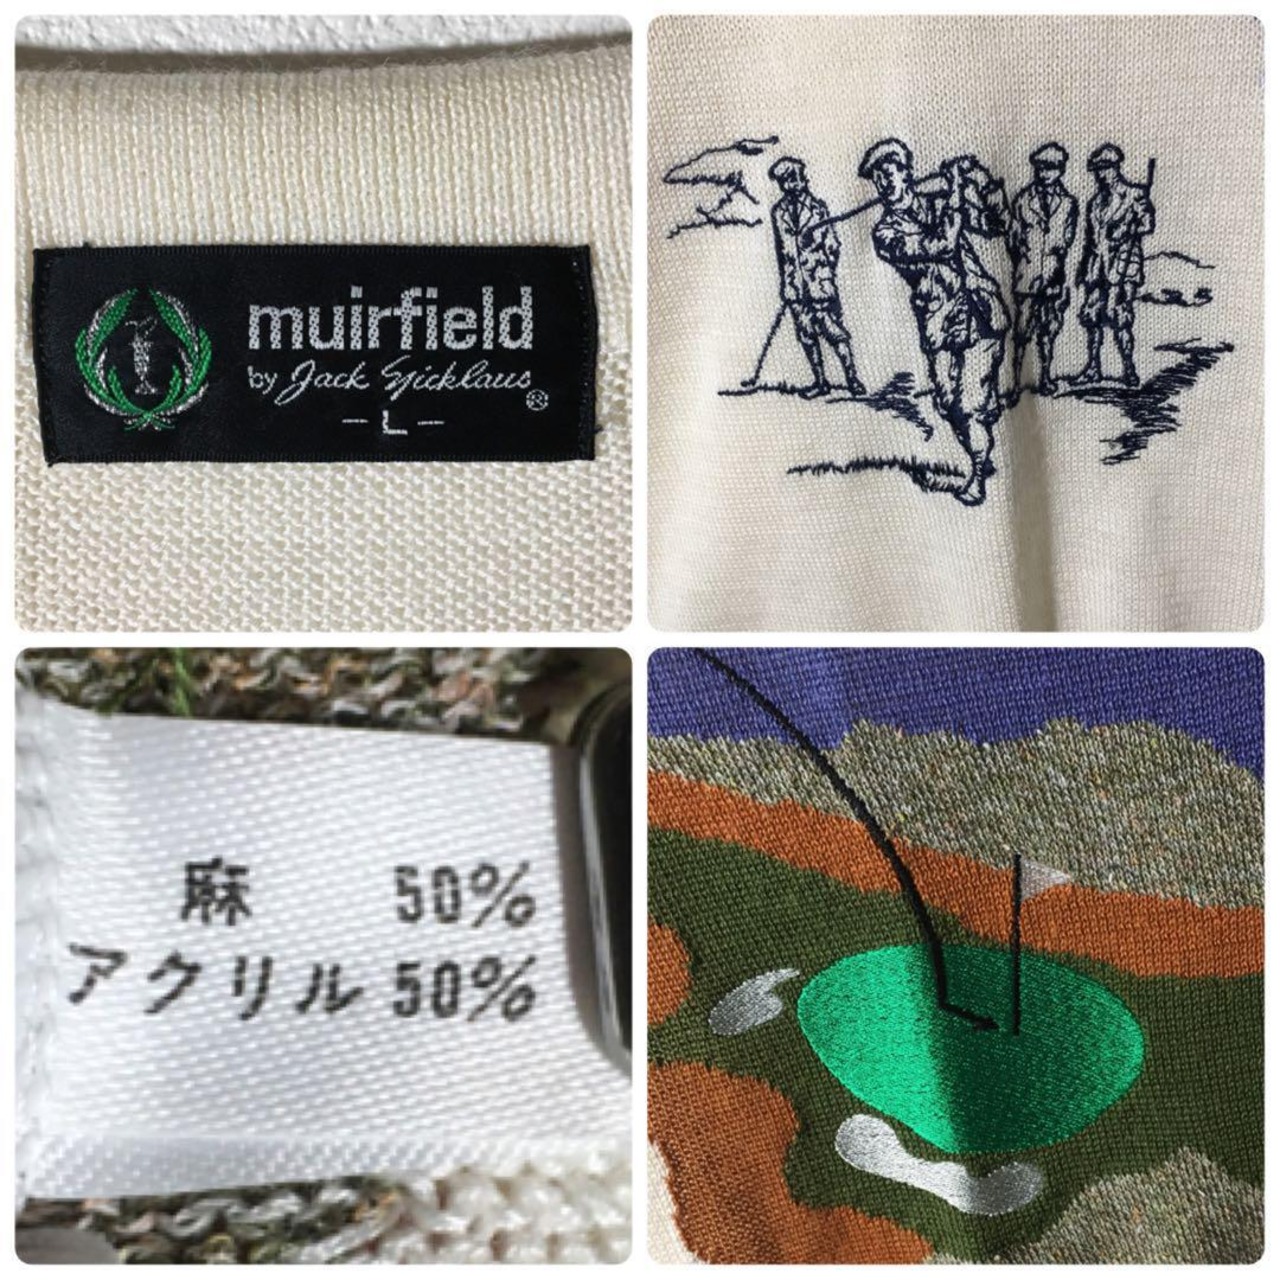 muirfield
by Jack Nicklaus
®
- L -
麻 50%
アクリル 50%